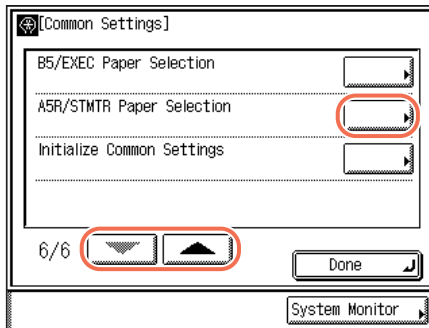 [Common Settings]
B5/EXEC Paper Selection
A5R/STMTR Paper Selection
Initialize Common Settings
6/6
Done
System Monitor